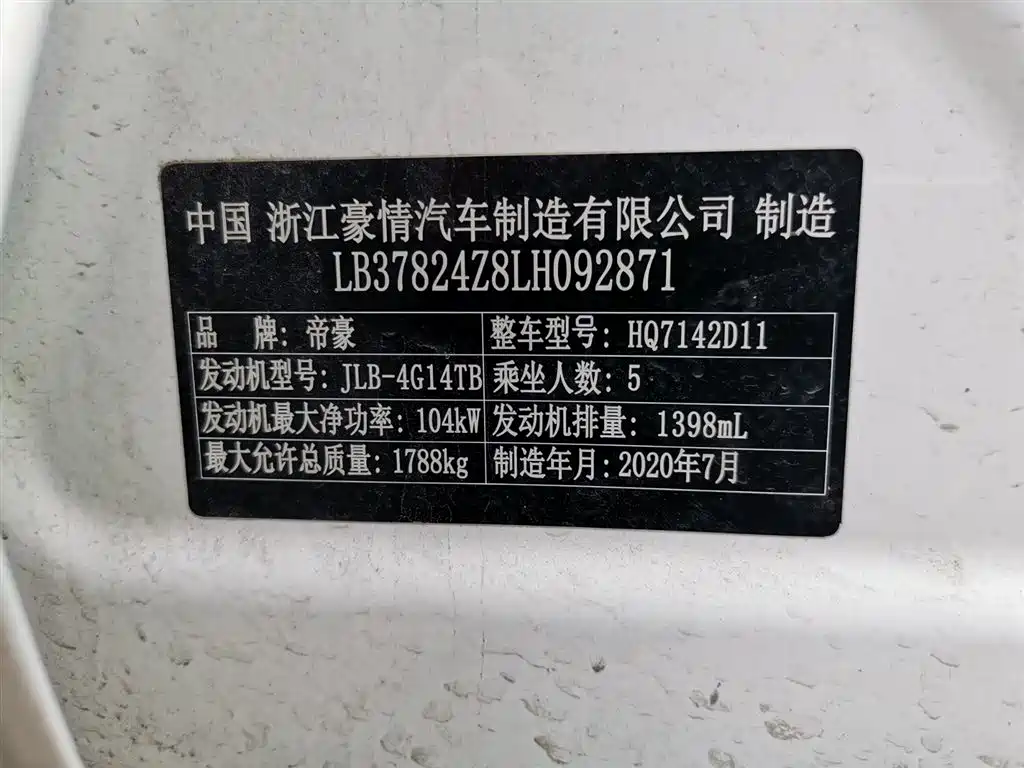 中国 浙江豪情汽车制造有限公司 制造
LB37824Z8LH092871
品 牌: 帝豪 整车型号: HQ7142D11
发动机型号: JLB-4G14TB 乘坐人数: 5
发动机最大净功率: 104kW 发动机排量: 1398mL
最大允许总质量: 1788kg 制造年月: 2020年7月